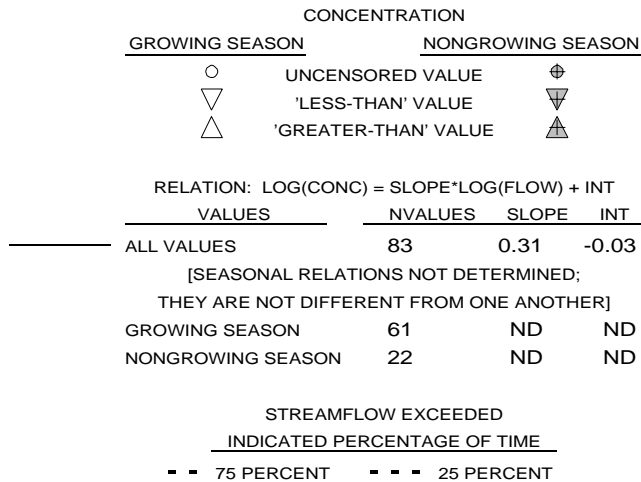 CONCENTRATION
GROWING SEASON NONGROWING SEASON
UNCENSORED VALUE
'LESS-THAN' VALUE
'GREATER-THAN' VALUE
RELATION: LOG(CONC) = SLOPE*LOG(FLOW) + INT
VALUES NVALUES SLOPE INT
ALL VALUES 83 0.31 -0.03
[SEASONAL RELATIONS NOT DETERMINED;
THEY ARE NOT DIFFERENT FROM ONE ANOTHER]
GROWING SEASON 61 ND ND
NONGROWING SEASON 22 ND ND
STREAMFLOW EXCEEDED
INDICATED PERCENTAGE OF TIME
75 PERCENT 25 PERCENT